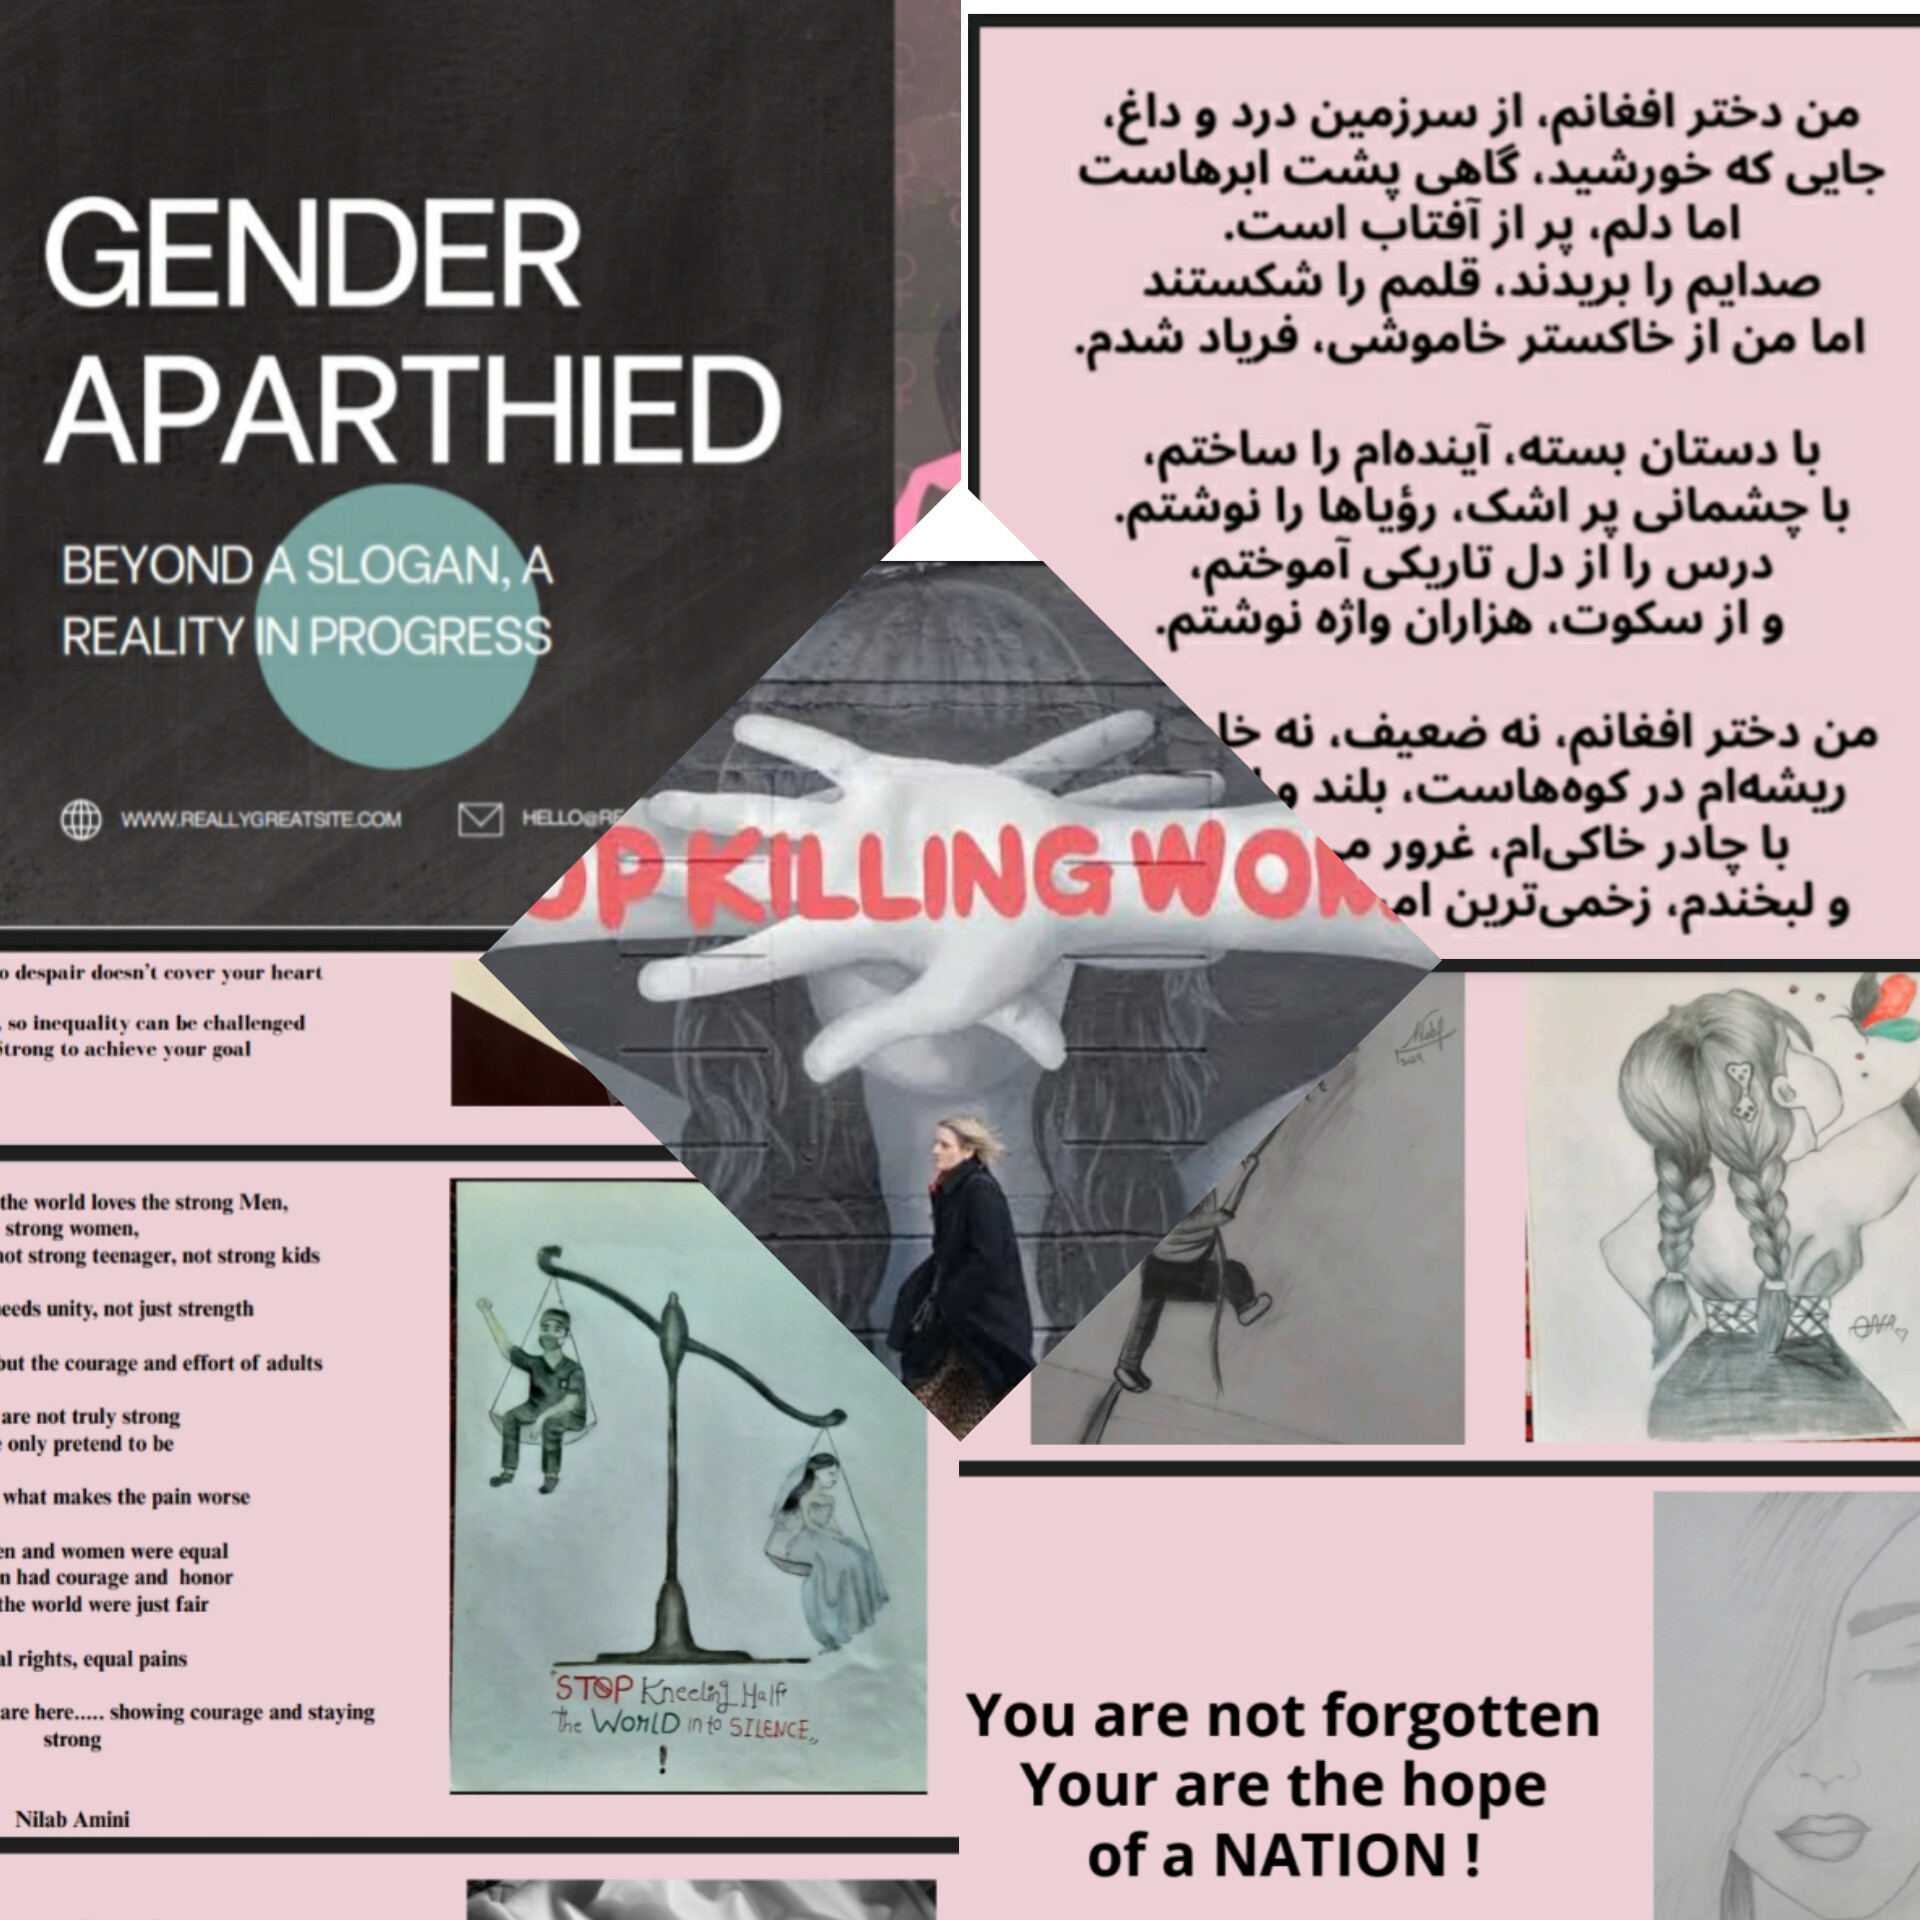 GENDER
APARTHIED
BEYOND A SLOGAN, A
REALITY IN PROGRESS
WWW.REALLYGREATSITE.COM
HELLO@RE
من دختر افغانم، از سرزمین درد و داغ،
جایی که خورشید، گاهی پشت ابرهاست
اما دلم، پر از آفتاب است.
صدایم را بریدند، قلمم را شکستند
اما من از خاکستر خاموشی، فریاد شدم.
با دستان بسته، آینده‌ام را ساختم،
با چشمانی پر اشک، رؤیاها را نوشتم.
درس را از دل تاریکی آموختم،
و از سکوت، هزاران واژه نوشتم.
من دختر افغانم، نه ضعیف، نه خا
ریشه‌ام در کوه‌هاست، بلند و
با چادر خاکی‌ام، غرور
و لبخندم، زخمی‌ترین
OP KILLING WOM
o despair doesn't cover your heart
, so inequality can be challenged
Strong to achieve your goal
the world loves the strong Men,
strong women,
not strong teenager, not strong kids
needs unity, not just strength
but the courage and effort of adults
are not truly strong
only pretend to be
what makes the pain worse
en and women were equal
n had courage and honor
the world were just fair
al rights, equal pains
are here..... showing courage and staying
strong
Nilab Amini
"STOP Kneeling Half
the WORLD into SILENCE,,
!
2024
You are not forgotten
Your are the hope
of a NATION !